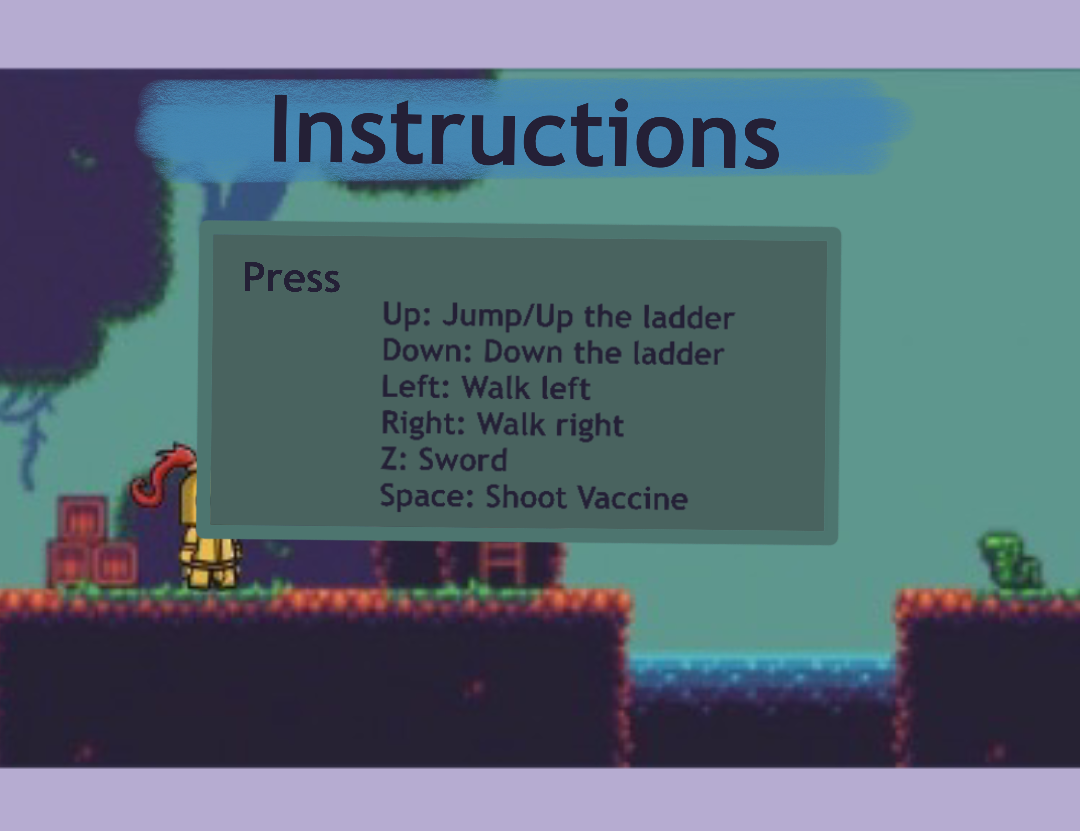 Instructions
Press
Up: Jump/Up the ladder
Down: Down the ladder
Left: Walk left
Right: Walk right
Z: Sword
Space: Shoot Vaccine